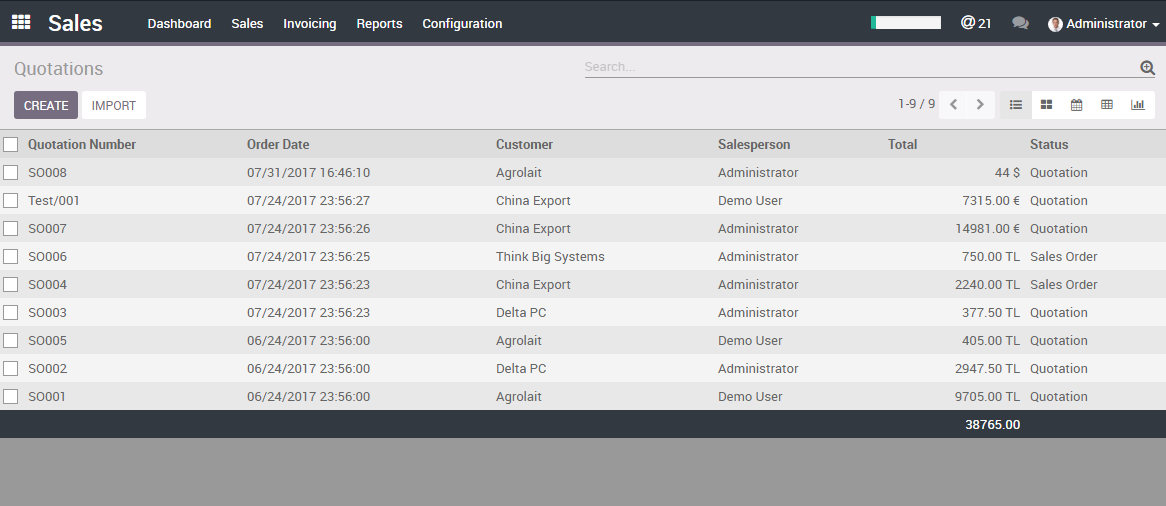 Sales Dashboard Sales Invoicing Reports Configuration @ 21 Administrator
Quotations Search...
CREATE IMPORT 1-9 / 9
Quotation Number Order Date Customer Salesperson Total Status
SO008 07/31/2017 16:46:10 Agrolait Administrator 44 $ Quotation
Test/001 07/24/2017 23:56:27 China Export Demo User 7315.00 € Quotation
SO007 07/24/2017 23:56:26 China Export Administrator 14981.00 € Quotation
SO006 07/24/2017 23:56:25 Think Big Systems Administrator 750.00 TL Sales Order
SO004 07/24/2017 23:56:23 China Export Administrator 2240.00 TL Sales Order
SO003 07/24/2017 23:56:23 Delta PC Administrator 377.50 TL Quotation
SO005 06/24/2017 23:56:00 Agrolait Demo User 405.00 TL Quotation
SO002 06/24/2017 23:56:00 Delta PC Administrator 2947.50 TL Quotation
SO001 06/24/2017 23:56:00 Agrolait Demo User 9705.00 TL Quotation
38765.00